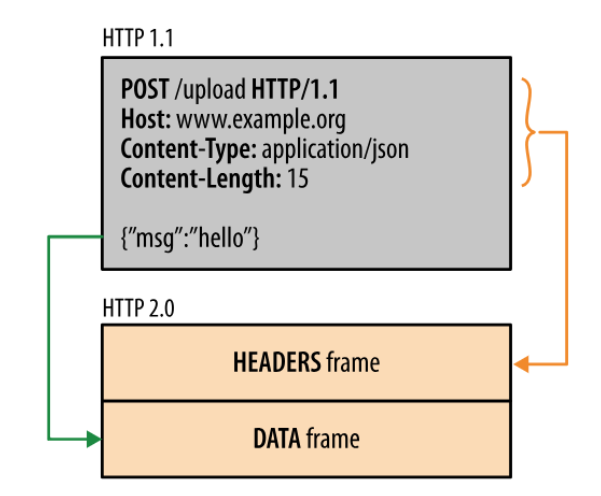 HTTP 1.1
POST /upload HTTP/1.1
Host: www.example.org
Content-Type: application/json
Content-Length: 15
{”msg”:”hello”}
HTTP 2.0
HEADERS frame
DATA frame